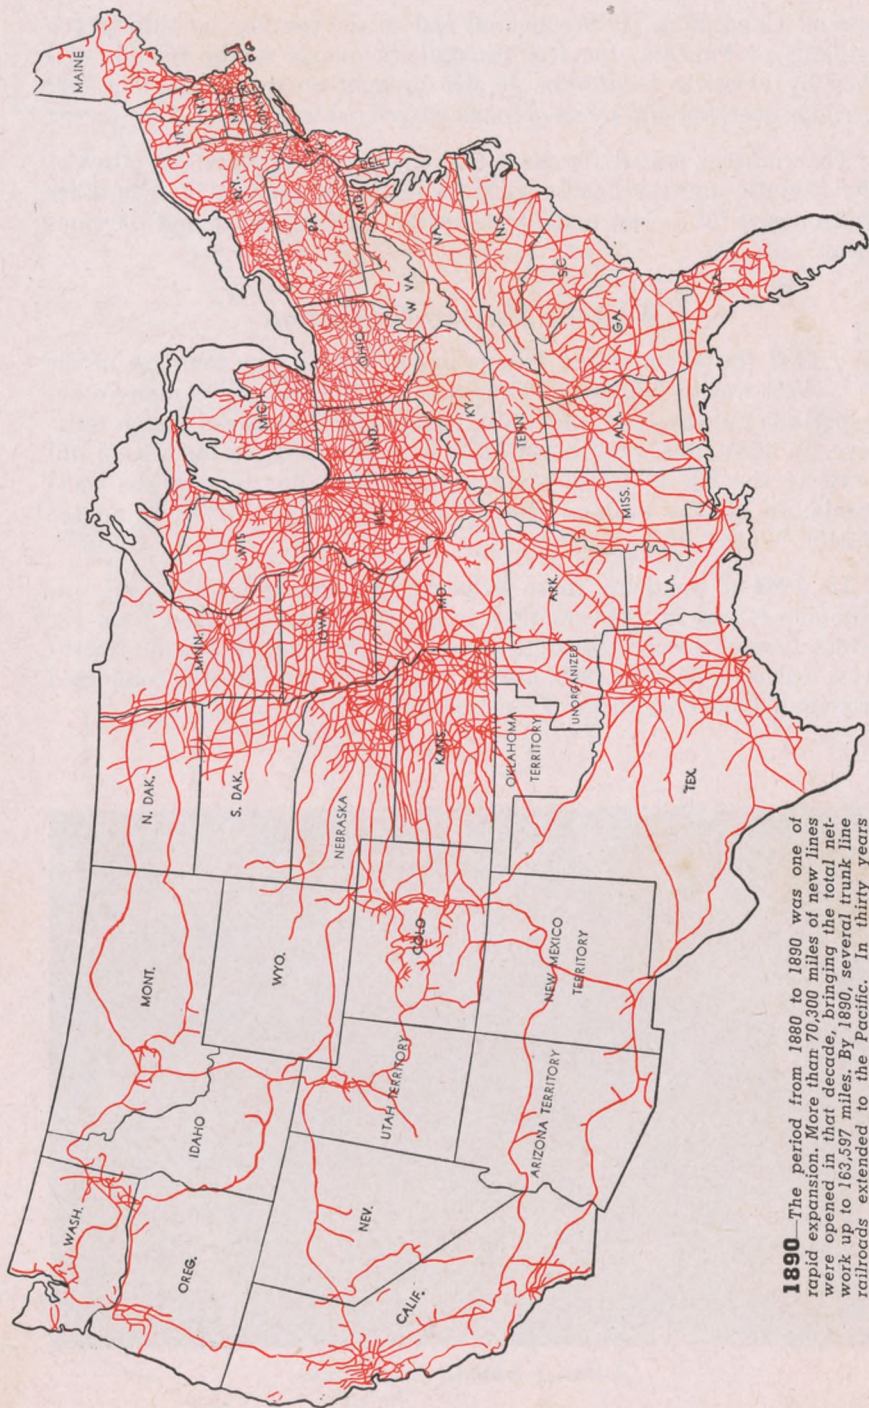 MAINE
VT.
N.H.
MASS.
CONN.
N.Y.
PA.
MD.
DEL.
OHIO
W. VA.
VA.
N.C.
S.C.
GA.
FLA.
MICH.
IND.
KY.
TENN.
ALA.
WIS.
ILL.
MISS.
MINN.
IOWA
MO.
ARK.
LA.
N. DAK.
S. DAK.
NEBRASKA
KANS.
OKLAHOMA
TERRITORY
UNORGANIZED
TEX.
MONT.
WYO.
COLO
NEW MEXICO
TERRITORY
IDAHO
UTAH TERRITORY
ARIZONA TERRITORY
WASH.
OREG.
NEV.
CALIF.
1890—The period from 1880 to 1890 was one of
rapid expansion. More than 70,300 miles of new lines
were opened in that decade, bringing the total net-
work up to 163,597 miles. By 1890, several trunk line
railroads extended to the Pacific. In thirty years